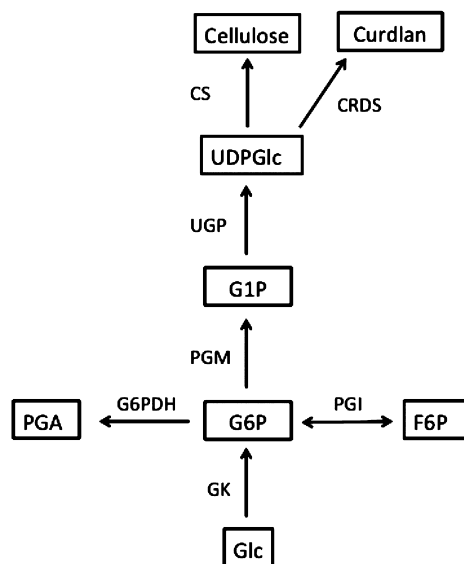 Cellulose Curdlan
CS CRDS
UDPGlc
UGP
G1P
PGM
PGA G6PDH G6P PGI F6P
GK
Glc